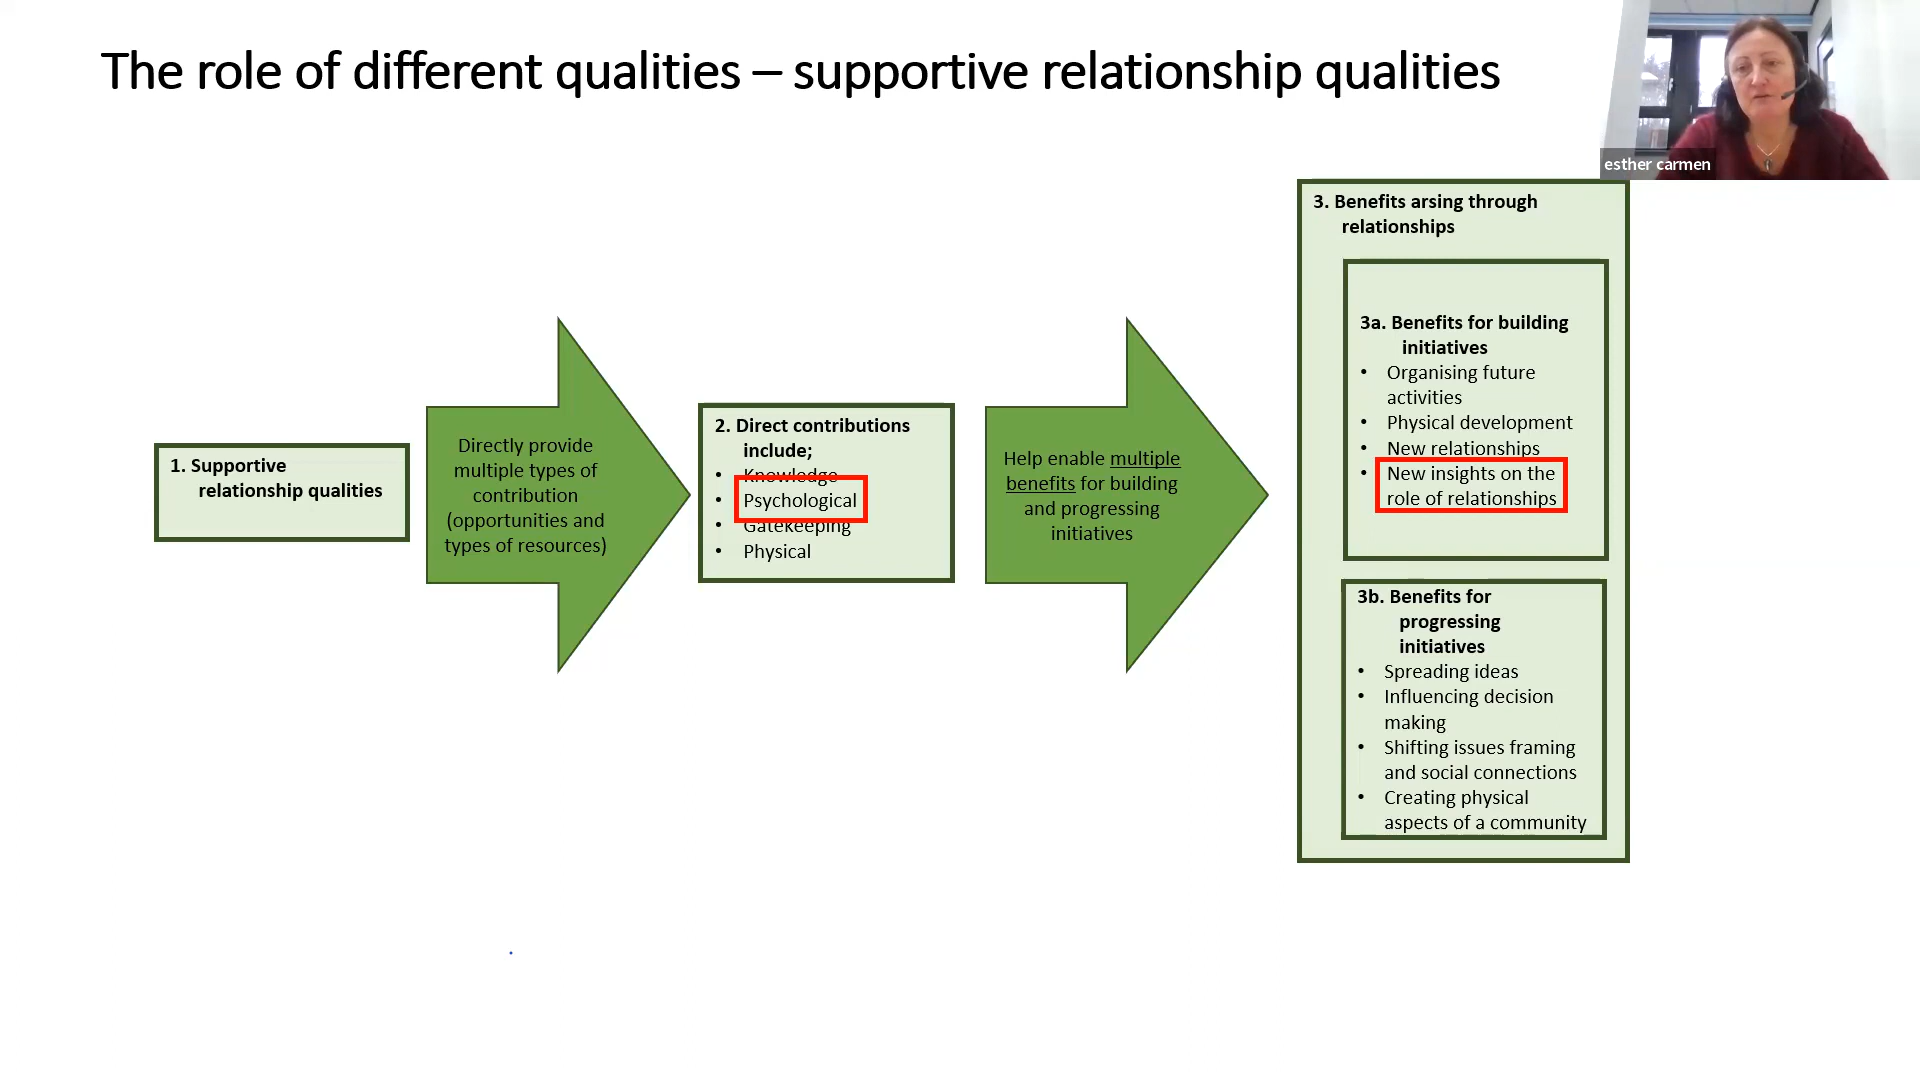 The role of different qualities – supportive relationship qualities
esther carmen
1. Supportive
relationship qualities
Directly provide
multiple types of
contribution
(opportunities and
types of resources)
2. Direct contributions
include;
• Knowledge
• Psychological
• Gatekeeping
• Physical
Help enable multiple
benefits for building
and progressing
initiatives
3. Benefits arsing through
relationships
3a. Benefits for building
initiatives
• Organising future
activities
• Physical development
• New relationships
• New insights on the
role of relationships
3b. Benefits for
progressing
initiatives
• Spreading ideas
• Influencing decision
making
• Shifting issues framing
and social connections
• Creating physical
aspects of a community